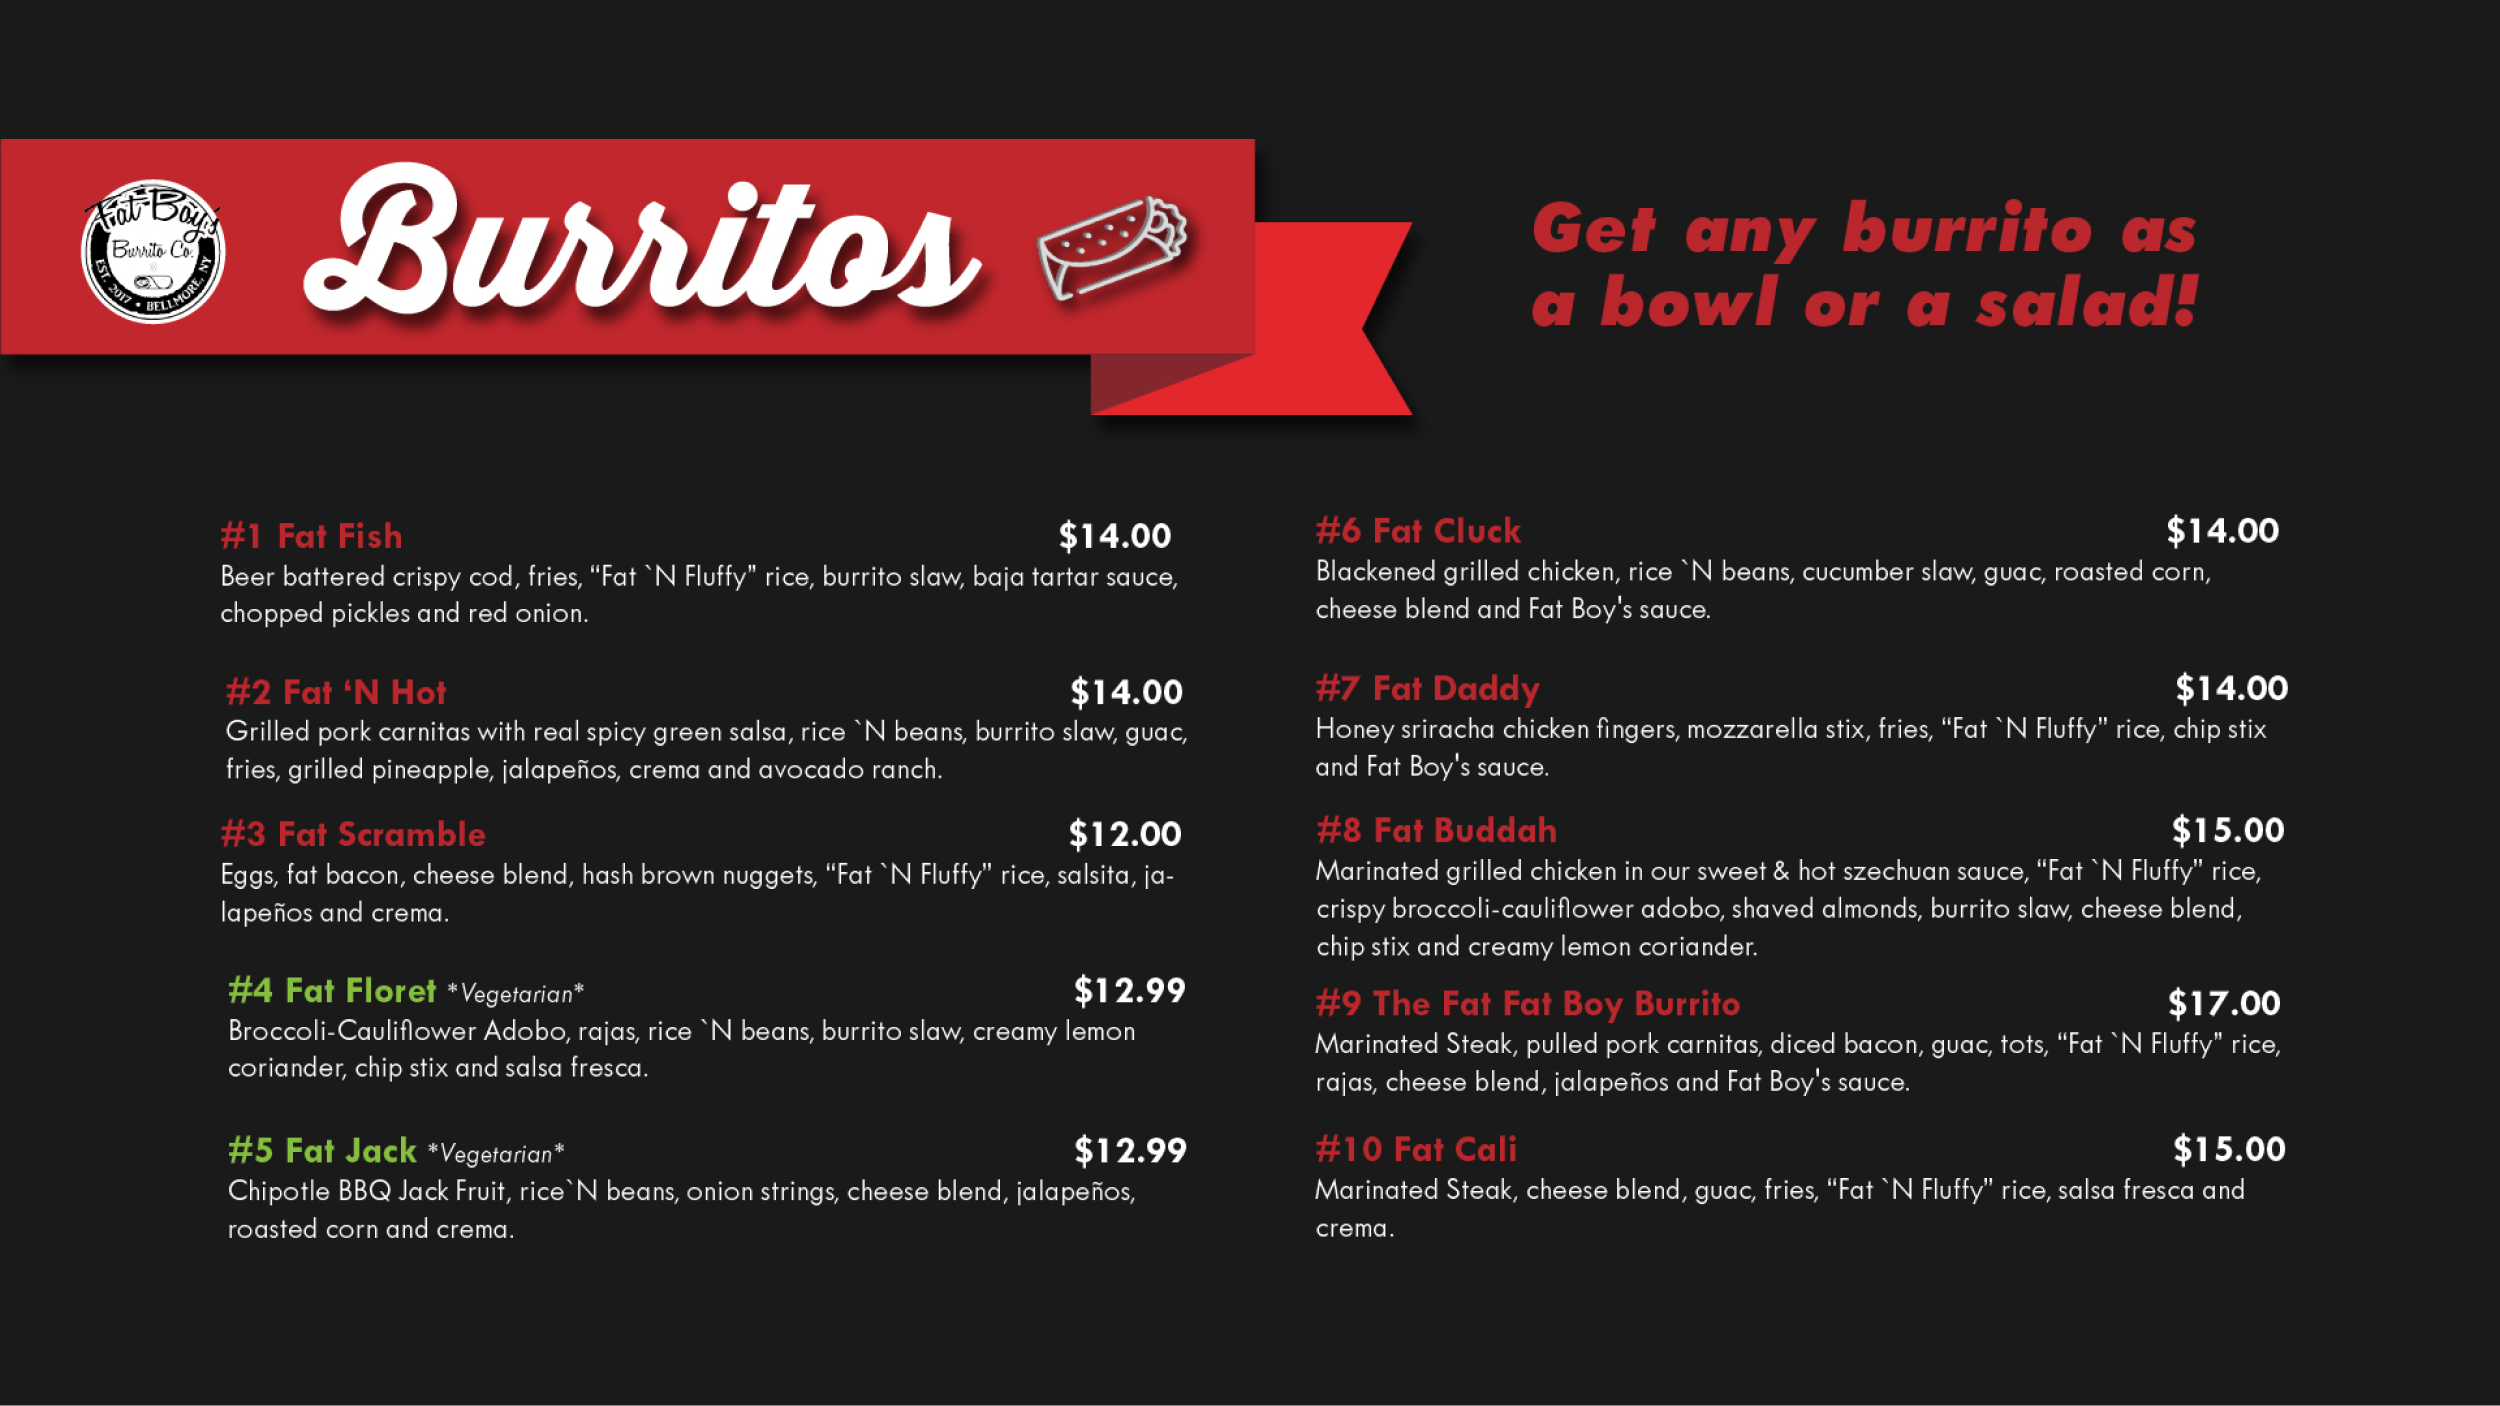 Fat Boy's
Burrito Co.
EST. 2017 • BELLMORE, NY
Burritos
Get any burrito as
a bowl or a salad!
#1 Fat Fish $14.00
Beer battered crispy cod, fries, “Fat `N Fluffy” rice, burrito slaw, baja tartar sauce,
chopped pickles and red onion.
#2 Fat ‘N Hot $14.00
Grilled pork carnitas with real spicy green salsa, rice `N beans, burrito slaw, guac,
fries, grilled pineapple, jalapeños, crema and avocado ranch.
#3 Fat Scramble $12.00
Eggs, fat bacon, cheese blend, hash brown nuggets, “Fat `N Fluffy” rice, salsita, ja-
lapeños and crema.
#4 Fat Floret *Vegetarian* $12.99
Broccoli-Cauliflower Adobo, rajas, rice `N beans, burrito slaw, creamy lemon
coriander, chip stix and salsa fresca.
#5 Fat Jack *Vegetarian* $12.99
Chipotle BBQ Jack Fruit, rice`N beans, onion strings, cheese blend, jalapeños,
roasted corn and crema.
#6 Fat Cluck $14.00
Blackened grilled chicken, rice `N beans, cucumber slaw, guac, roasted corn,
cheese blend and Fat Boy's sauce.
#7 Fat Daddy $14.00
Honey sriracha chicken fingers, mozzarella stix, fries, “Fat `N Fluffy” rice, chip stix
and Fat Boy's sauce.
#8 Fat Buddah $15.00
Marinated grilled chicken in our sweet & hot szechuan sauce, “Fat `N Fluffy” rice,
crispy broccoli-cauliflower adobo, shaved almonds, burrito slaw, cheese blend,
chip stix and creamy lemon coriander.
#9 The Fat Fat Boy Burrito $17.00
Marinated Steak, pulled pork carnitas, diced bacon, guac, tots, “Fat `N Fluffy” rice,
rajas, cheese blend, jalapeños and Fat Boy's sauce.
#10 Fat Cali $15.00
Marinated Steak, cheese blend, guac, fries, “Fat `N Fluffy” rice, salsa fresca and
crema.